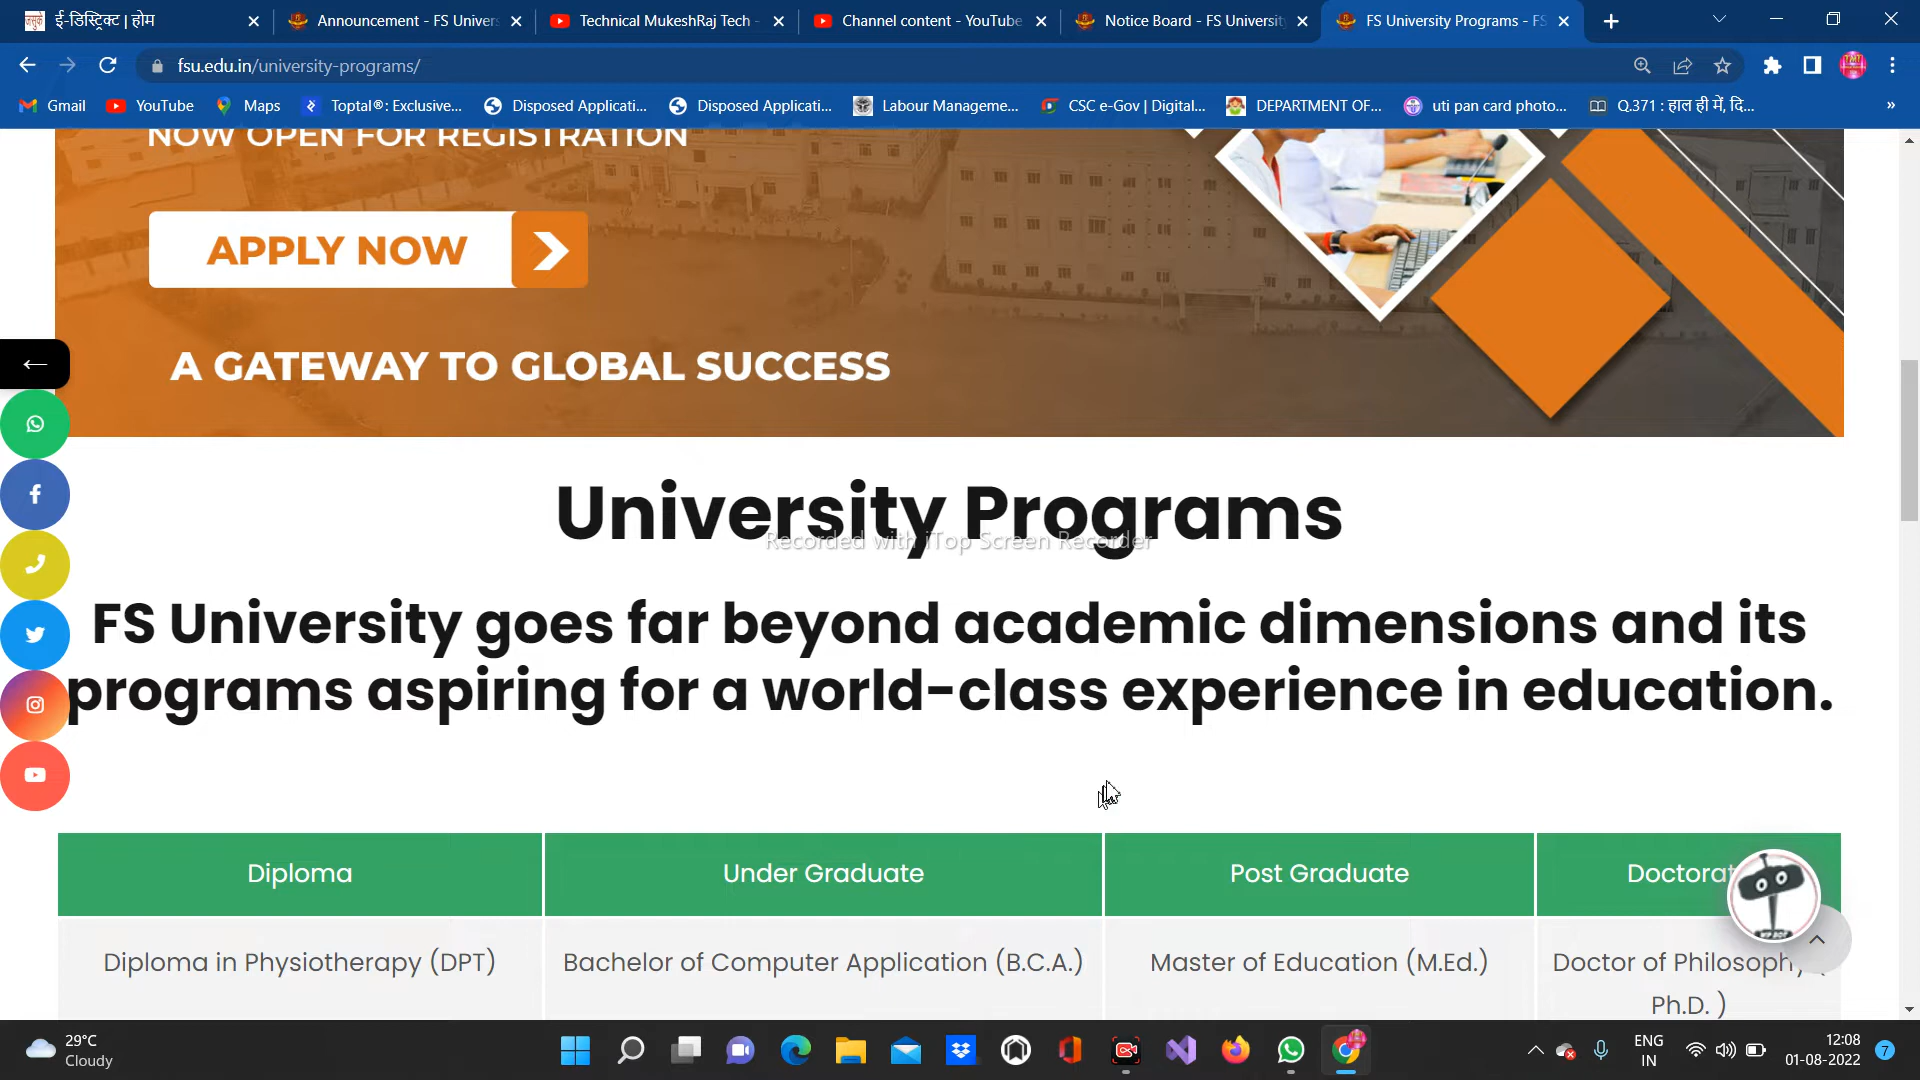 ई-डिस्ट्रिक्ट | होम
Announcement - FS Univers
Technical MukeshRaj Tech -
Channel content - YouTube
Notice Board - FS University
FS University Programs - FS
fsu.edu.in/university-programs/
Gmail
YouTube
Maps
Toptal®: Exclusive...
Disposed Applicati...
Disposed Applicati...
Labour Manageme...
CSC e-Gov | Digital...
DEPARTMENT OF...
uti pan card photo...
Q.371 : हाल ही में, दि...
»
NOW OPEN FOR REGISTRATION
APPLY NOW
A GATEWAY TO GLOBAL SUCCESS
University Programs
Recorded with iTop Screen Recorder
FS University goes far beyond academic dimensions and its
programs aspiring for a world-class experience in education.
Diploma
Under Graduate
Post Graduate
Doctorat
Diploma in Physiotherapy (DPT)
Bachelor of Computer Application (B.C.A.)
Master of Education (M.Ed.)
Doctor of Philosophy (
Ph.D. )
29°C
Cloudy
ENG
IN
12:08
01-08-2022
7